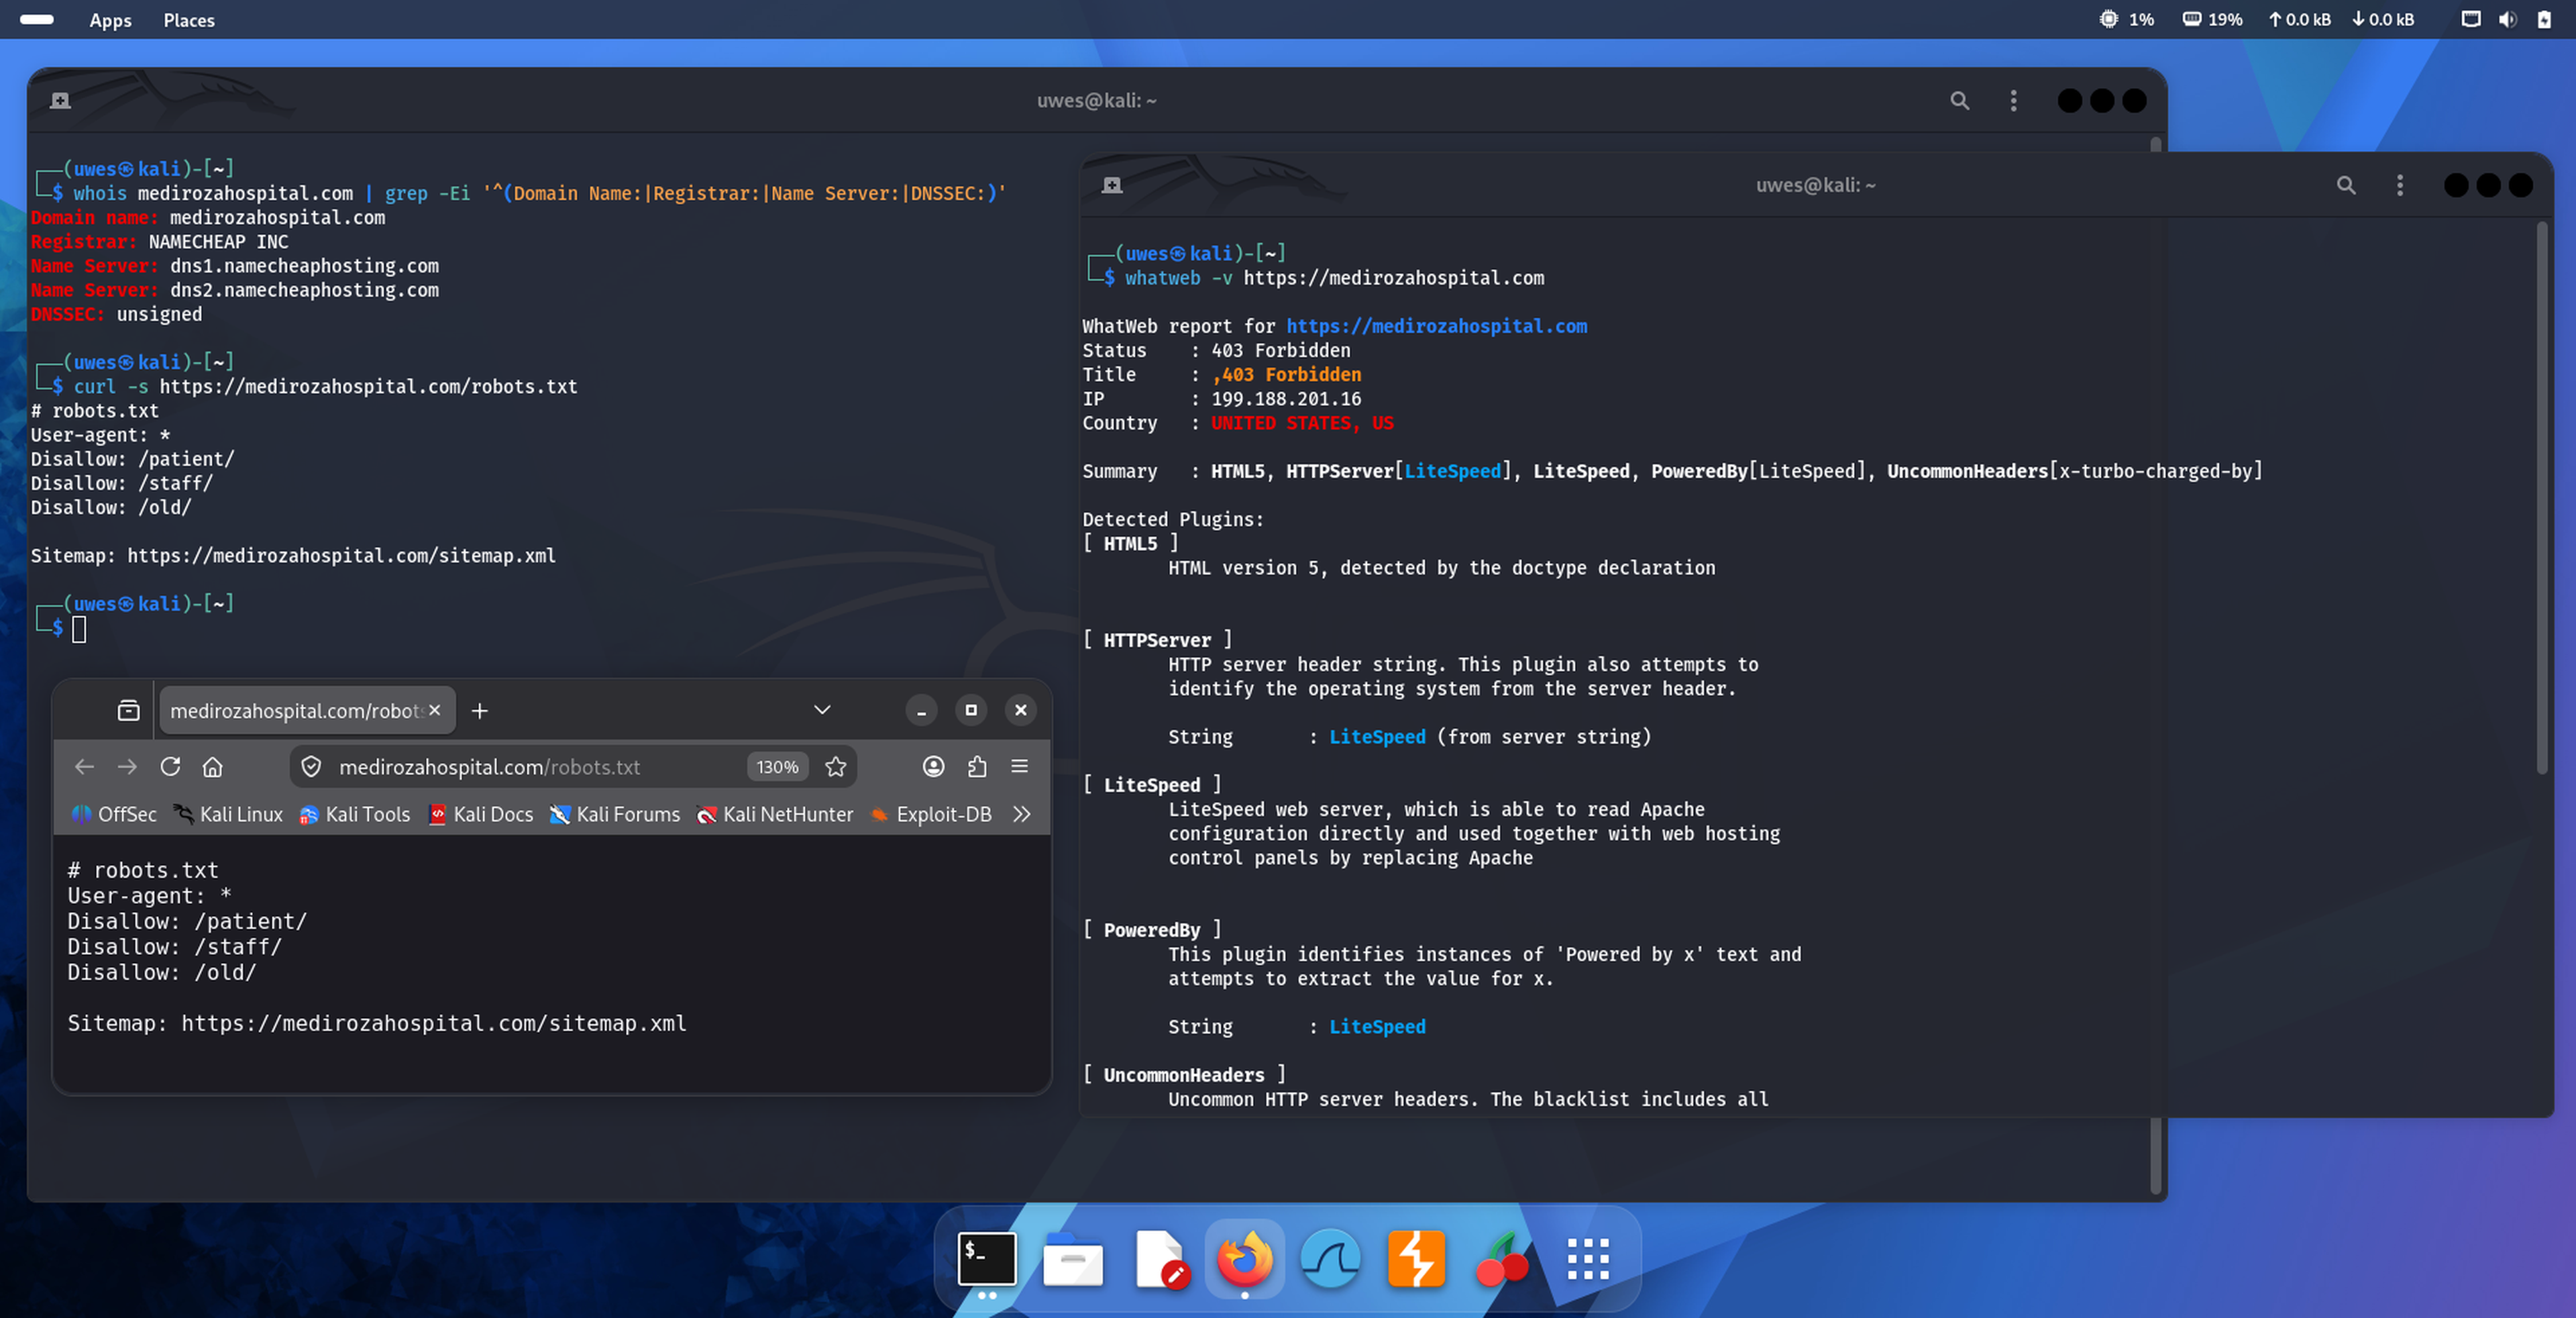 Apps Places
1% 19% ↑0.0 kB ↓0.0 kB
uwes@kali: ~
┌──(uwes㉿kali)-[~]
└─$ whois medirozahospital.com | grep -Ei '^(Domain Name:|Registrar:|Name Server:|DNSSEC:)'
Domain name: medirozahospital.com
Registrar: NAMECHEAP INC
Name Server: dns1.namecheaphosting.com
Name Server: dns2.namecheaphosting.com
DNSSEC: unsigned
┌──(uwes㉿kali)-[~]
└─$ curl -s https://medirozahospital.com/robots.txt
# robots.txt
User-agent: *
Disallow: /patient/
Disallow: /staff/
Disallow: /old/
Sitemap: https://medirozahospital.com/sitemap.xml
┌──(uwes㉿kali)-[~]
└─$
medirozahospital.com/robots
medirozahospital.com/robots.txt 130%
OffSec Kali Linux Kali Tools Kali Docs Kali Forums Kali NetHunter Exploit-DB
# robots.txt
User-agent: *
Disallow: /patient/
Disallow: /staff/
Disallow: /old/
Sitemap: https://medirozahospital.com/sitemap.xml
uwes@kali: ~
┌──(uwes㉿kali)-[~]
└─$ whatweb -v https://medirozahospital.com
WhatWeb report for https://medirozahospital.com
Status : 403 Forbidden
Title : ,403 Forbidden
IP : 199.188.201.16
Country : UNITED STATES, US
Summary : HTML5, HTTPServer[LiteSpeed], LiteSpeed, PoweredBy[LiteSpeed], UncommonHeaders[x-turbo-charged-by]
Detected Plugins:
[ HTML5 ]
HTML version 5, detected by the doctype declaration
[ HTTPServer ]
HTTP server header string. This plugin also attempts to
identify the operating system from the server header.
String : LiteSpeed (from server string)
[ LiteSpeed ]
LiteSpeed web server, which is able to read Apache
configuration directly and used together with web hosting
control panels by replacing Apache
[ PoweredBy ]
This plugin identifies instances of 'Powered by x' text and
attempts to extract the value for x.
String : LiteSpeed
[ UncommonHeaders ]
Uncommon HTTP server headers. The blacklist includes all
$_